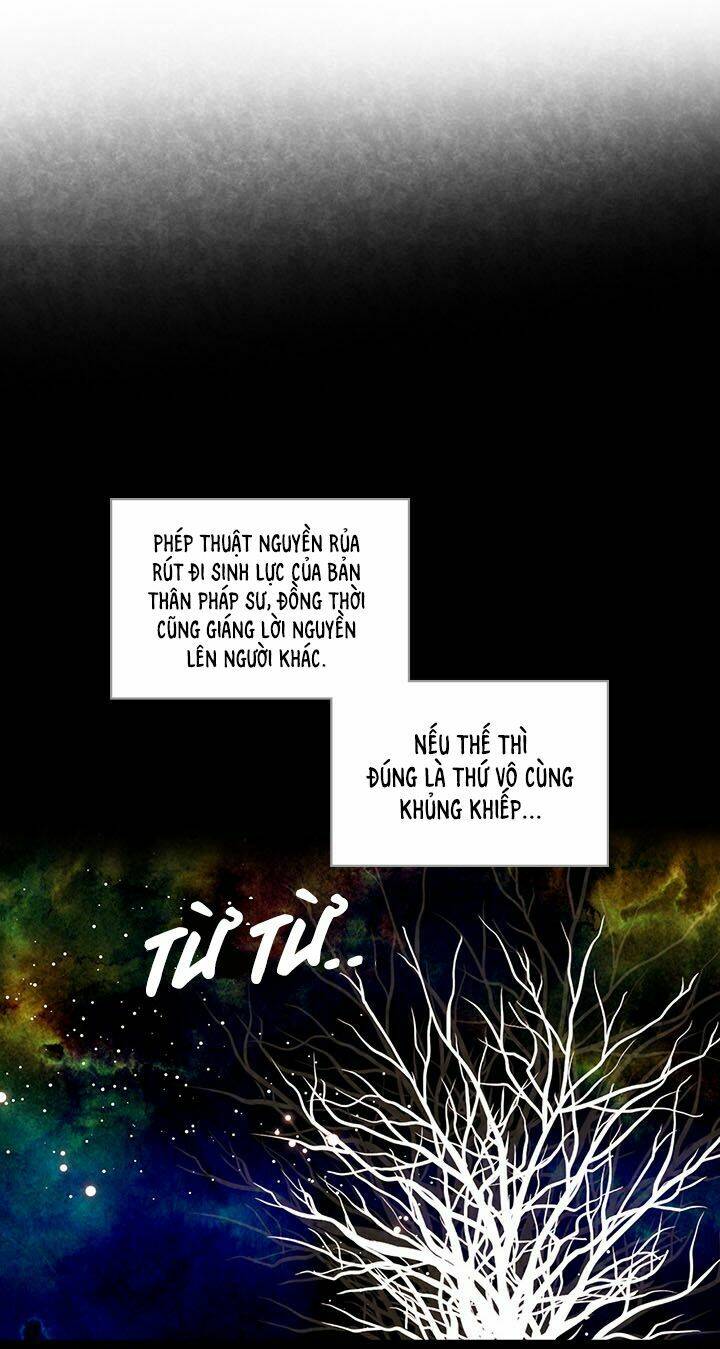 PHÉP THUẬT NGUYỀN RỦA
RÚT ĐI SINH LỰC CỦA BẢN
THÂN PHÁP SƯ, ĐỒNG THỜI
CŨNG GIÁNG LỜI NGUYỀN
LÊN NGƯỜI KHÁC.
NẾU THẾ THÌ
ĐÚNG LÀ THỨ VÔ CÙNG
KHỦNG KHIẾP...
TỪ TỪ..